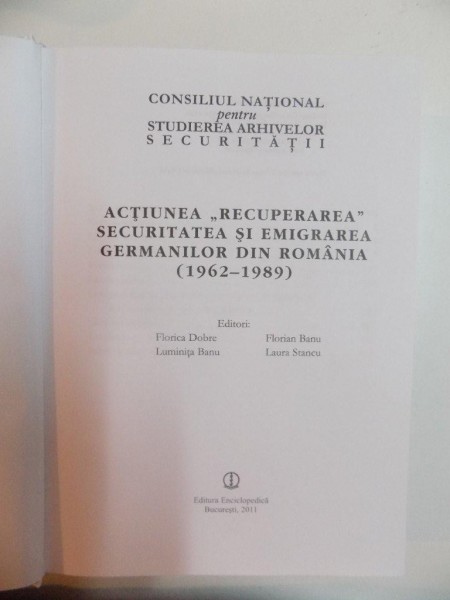 CONSILIUL NAȚIONAL
pentru
STUDIEREA ARHIVELOR
SECURITĂȚII
ACȚIUNEA „RECUPERAREA”
SECURITATEA ȘI EMIGRAREA
GERMANILOR DIN ROMÂNIA
(1962–1989)
Editori:
Florica Dobre Florian Banu
Luminița Banu Laura Stancu
Editura Enciclopedică
București, 2011